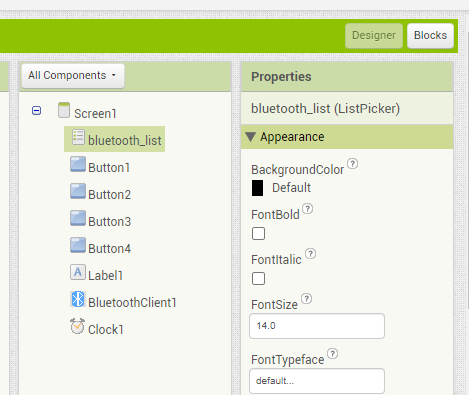 Designer
Blocks
All Components
Screen1
bluetooth_list
Button1
Button2
Button3
Button4
Label1
BluetoothClient1
Clock1
Properties
bluetooth_list (ListPicker)
Appearance
BackgroundColor ?
Default
FontBold ?
FontItalic ?
FontSize ?
14.0
FontTypeface ?
default...